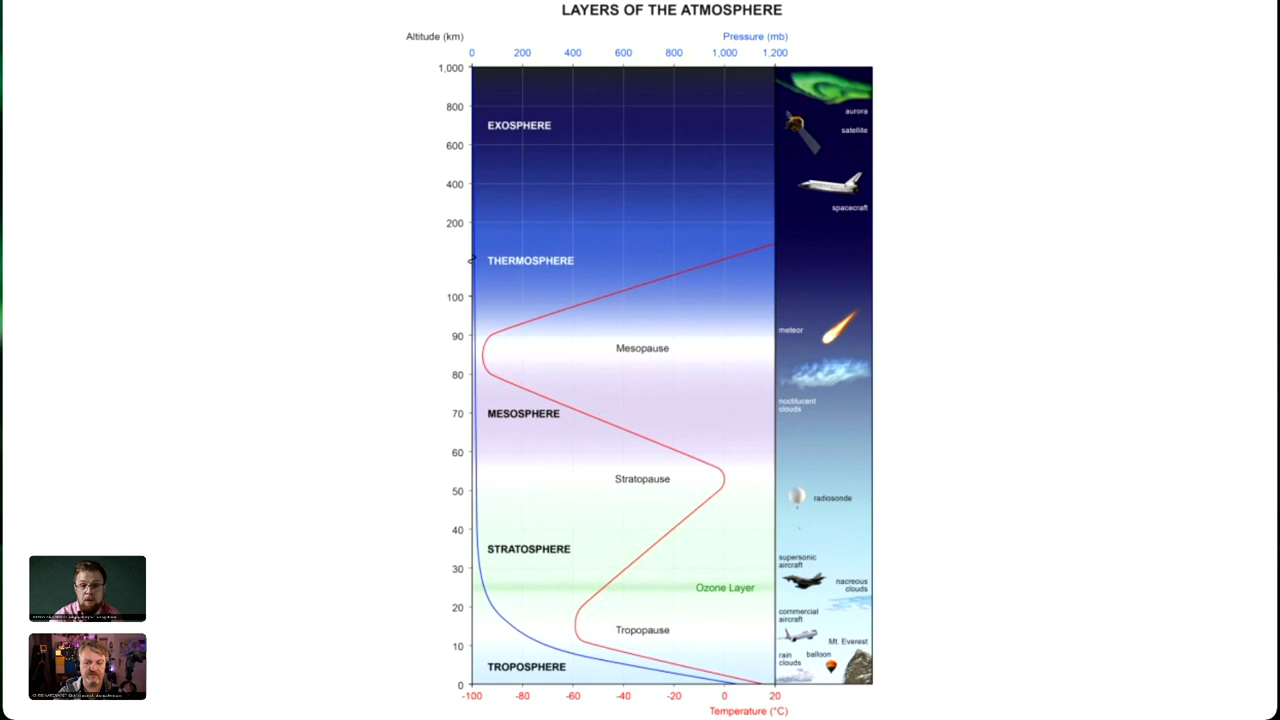 LAYERS OF THE ATMOSPHERE
Altitude (km)
Pressure (mb)
0 200 400 600 800 1,000 1,200
1,000
800
600
400
200
100
90
80
70
60
50
40
30
20
10
0
EXOSPHERE
THERMOSPHERE
Mesopause
MESOSPHERE
Stratopause
STRATOSPHERE
Ozone Layer
Tropopause
TROPOSPHERE
aurora
satellite
spacecraft
meteor
noctilucent
clouds
radiosonde
supersonic
aircraft
nacreous
clouds
commercial
aircraft
Mt. Everest
rain
clouds
balloon
-100 -80 -60 -40 -20 0 20
Temperature (°C)